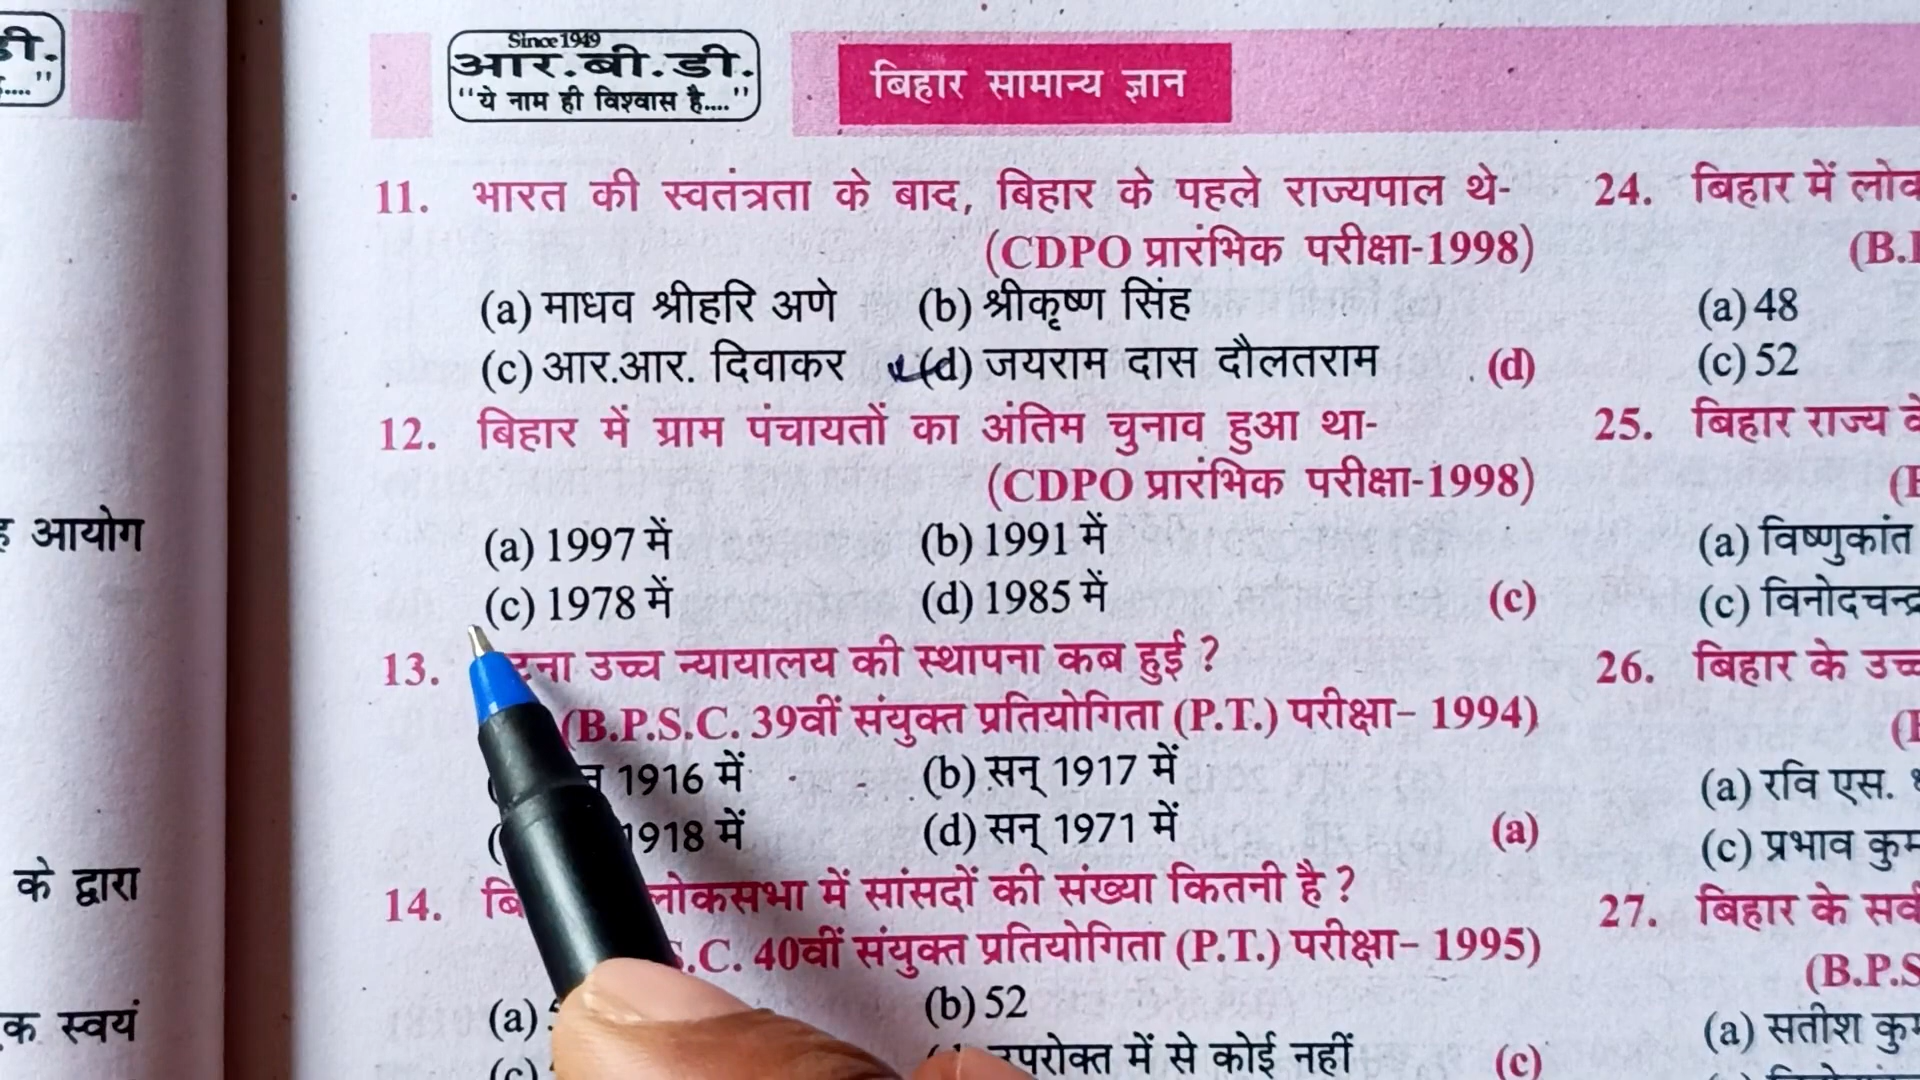 डी.
...."
ह आयोग
के द्वारा
क स्वयं
Since 1949
आर.बी.डी.
"ये नाम ही विश्वास है...."
बिहार सामान्य ज्ञान
11. भारत की स्वतंत्रता के बाद, बिहार के पहले राज्यपाल थे-
(CDPO प्रारंभिक परीक्षा-1998)
(a) माधव श्रीहरि अणे (b) श्रीकृष्ण सिंह
(c) आर.आर. दिवाकर (d) जयराम दास दौलतराम (d)
12. बिहार में ग्राम पंचायतों का अंतिम चुनाव हुआ था-
(CDPO प्रारंभिक परीक्षा-1998)
(a) 1997 में (b) 1991 में
(c) 1978 में (d) 1985 में (c)
13. उच्च न्यायालय की स्थापना कब हुई ?
(B.P.S.C. 39वीं संयुक्त प्रतियोगिता (P.T.) परीक्षा- 1994)
1916 में (b) सन् 1917 में
1918 में (d) सन् 1971 में (a)
14. लोकसभा में सांसदों की संख्या कितनी है ?
.C. 40वीं संयुक्त प्रतियोगिता (P.T.) परीक्षा- 1995)
(a) (b) 52
(c) उपरोक्त में से कोई नहीं (c)
24. बिहार में लोक
(B.
(a) 48
(c) 52
25. बिहार राज्य के
(a) विष्णुकांत
(c) विनोदचन्द्र
26. बिहार के उच्च
(a) रवि एस.
(c) प्रभाव कुम
27. बिहार के सर्व
(B.P.S
(a) सतीश कुम